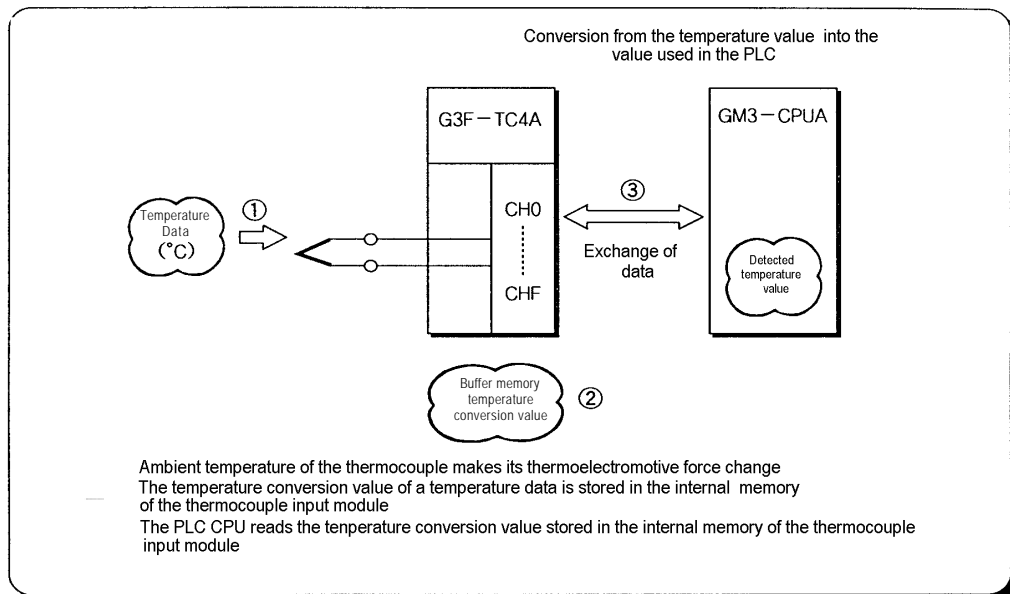 Conversion from the temperature value into the
value used in the PLC
G3F－TC4A
GM3－CPUA
①
Temperature
Data
(°C)
CH0
CHF
③
Exchange of
data
Detected
temperature
value
Buffer memory
temperature
conversion value
②
Ambient temperature of the thermocouple makes its thermoelectromotive force change
The temperature conversion value of a temperature data is stored in the internal memory
of the thermocouple input module
The PLC CPU reads the tenperature conversion value stored in the internal memory of the thermocouple
input module